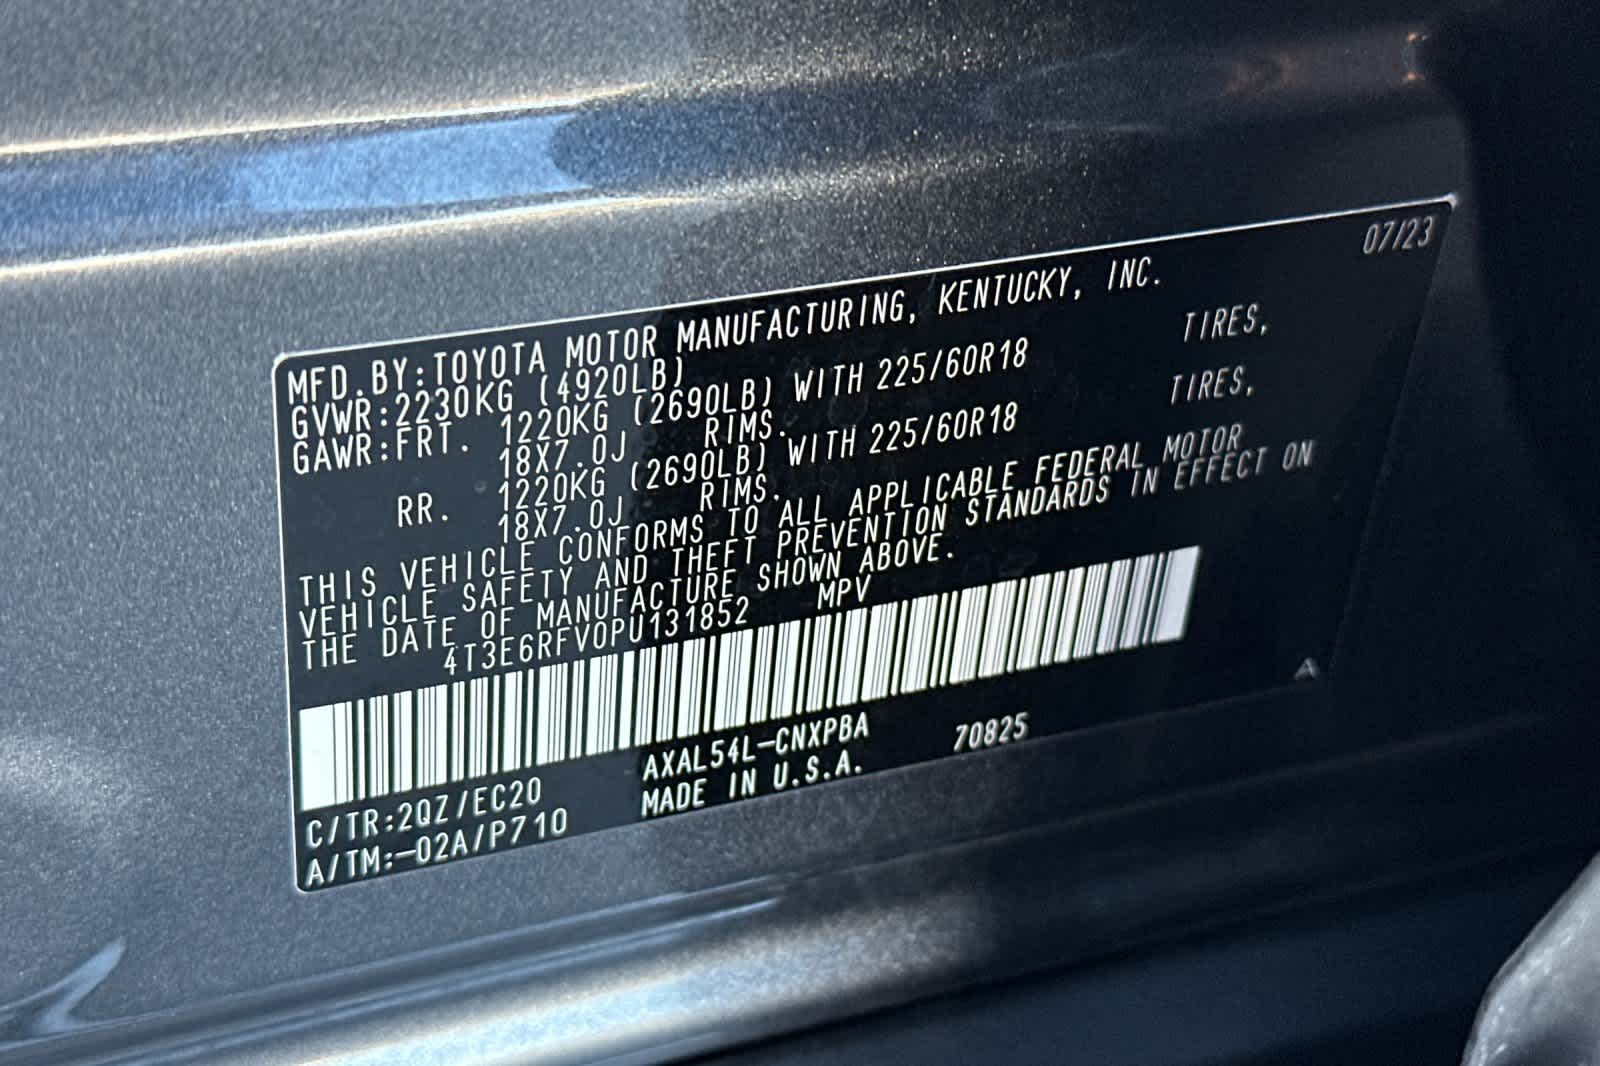 07/23
MFD.BY:TOYOTA MOTOR MANUFACTURING, KENTUCKY, INC.
GVWR:2230KG (4920LB)
GAWR:FRT. 1220KG (2690LB) WITH 225/60R18 TIRES,
18X7.0J RIMS.
RR. 1220KG (2690LB) WITH 225/60R18 TIRES,
18X7.0J RIMS.
THIS VEHICLE CONFORMS TO ALL APPLICABLE FEDERAL MOTOR
VEHICLE SAFETY AND THEFT PREVENTION STANDARDS IN EFFECT ON
THE DATE OF MANUFACTURE SHOWN ABOVE.
4T3E6RFV0PU131852 MPV
A
C/TR:2QZ/EC20 AXAL54L-CNXPBA 70825
A/TM:-02A/P710 MADE IN U.S.A.